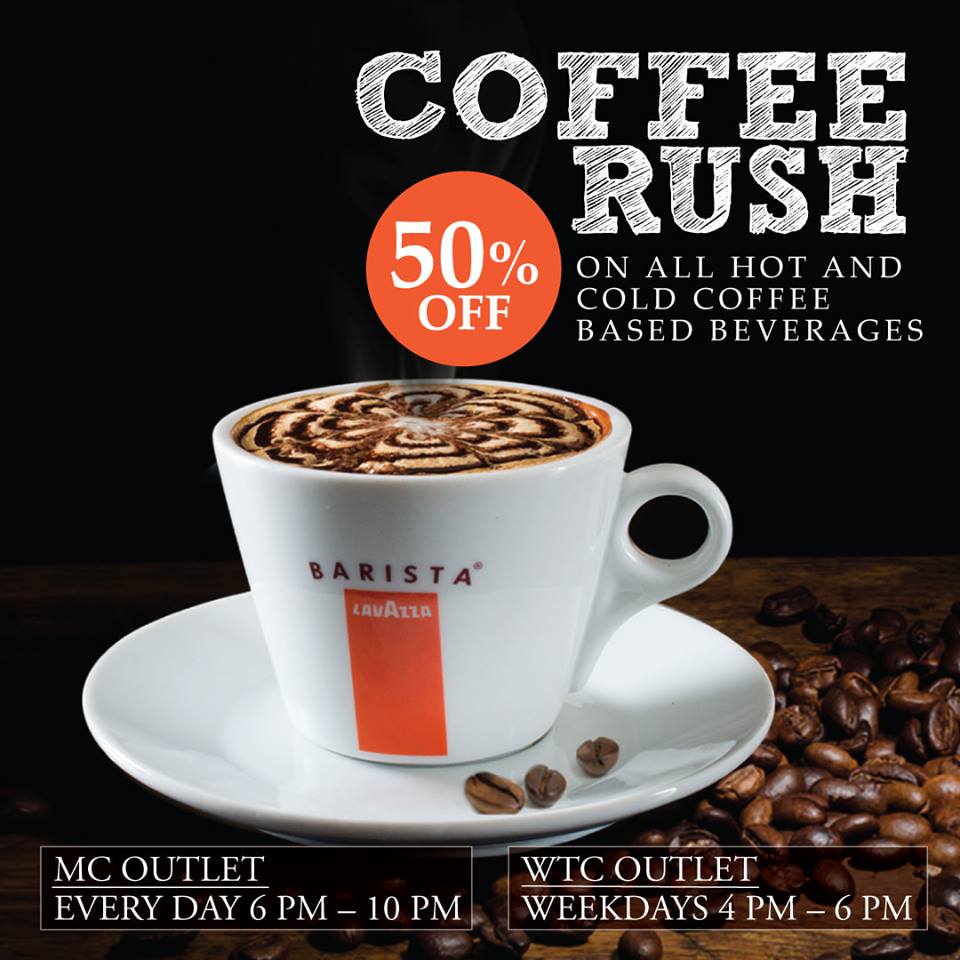 COFFEE
RUSH
50% OFF
ON ALL HOT AND
COLD COFFEE
BASED BEVERAGES
BARISTA®
LAVAZZA
MC OUTLET
EVERY DAY 6 PM – 10 PM
WTC OUTLET
WEEKDAYS 4 PM – 6 PM